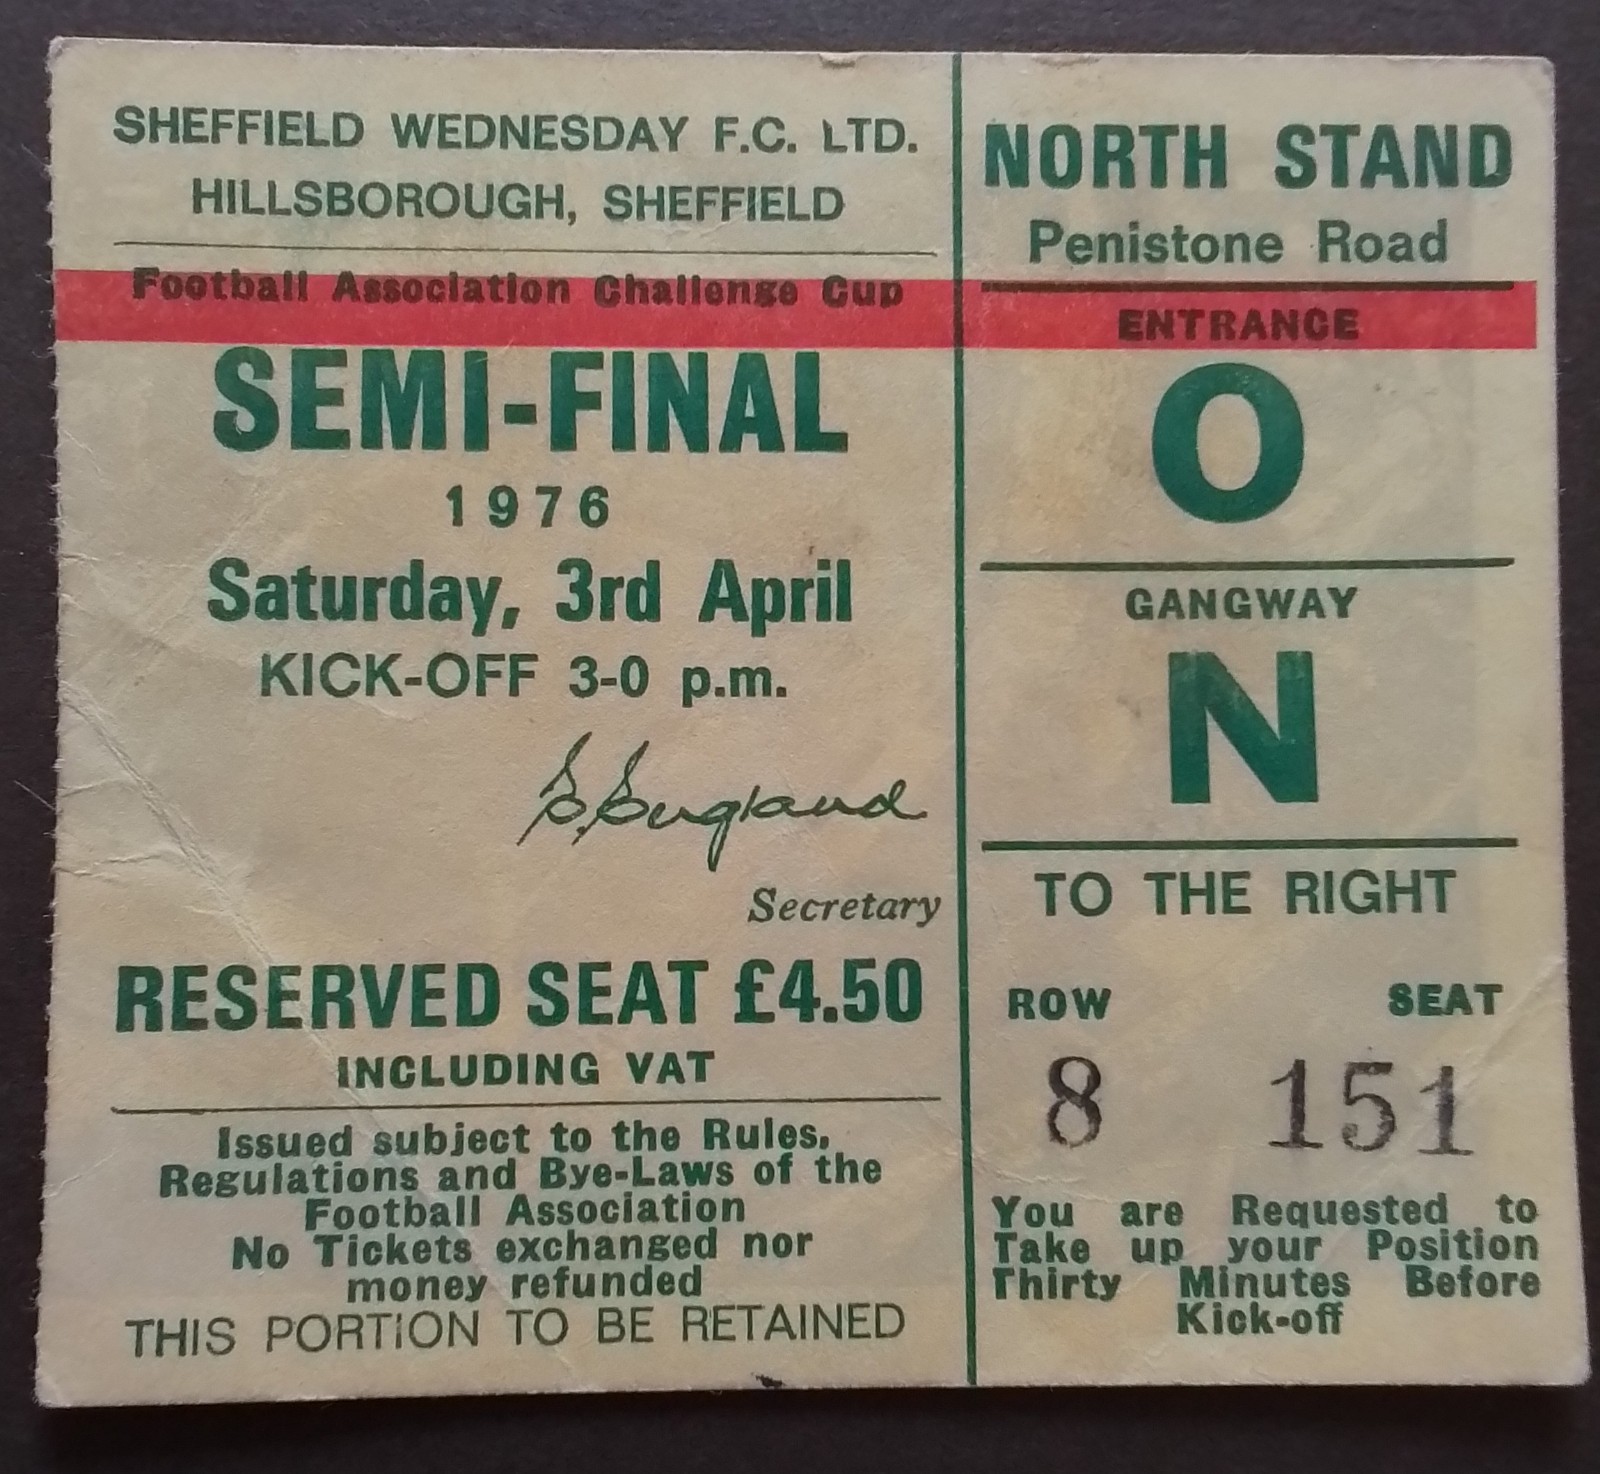 SHEFFIELD WEDNESDAY F.C. LTD.
HILLSBOROUGH, SHEFFIELD
Football Association Challenge Cup
SEMI-FINAL
1976
Saturday, 3rd April
KICK-OFF 3-0 p.m.
E. England
Secretary
RESERVED SEAT £4.50
INCLUDING VAT
Issued subject to the Rules,
Regulations and Bye-Laws of the
Football Association
No Tickets exchanged nor
money refunded
THIS PORTION TO BE RETAINED
NORTH STAND
Penistone Road
ENTRANCE
O
GANGWAY
N
TO THE RIGHT
ROW SEAT
8 151
You are Requested to
Take up your Position
Thirty Minutes Before
Kick-off